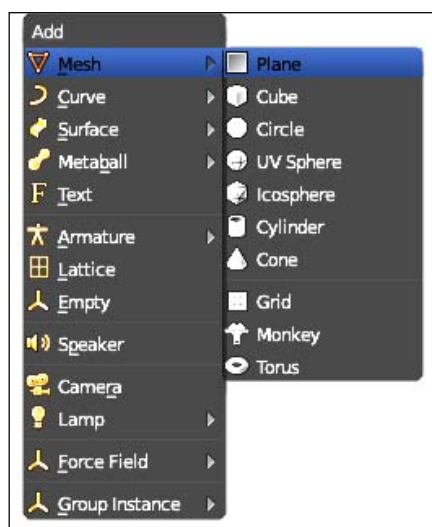 Add
Mesh
Curve
Surface
Metaball
Text
Armature
Lattice
Empty
Speaker
Camera
Lamp
Force Field
Group Instance
Plane
Cube
Circle
UV Sphere
Icosphere
Cylinder
Cone
Grid
Monkey
Torus